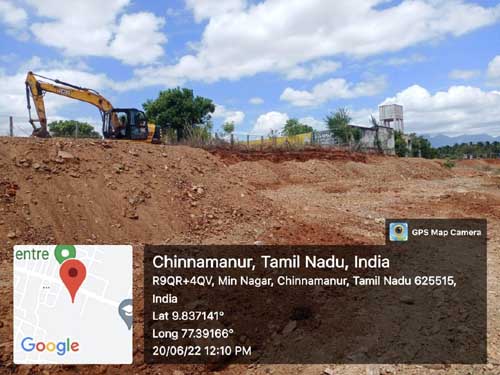 GPS Map Camera
entre
Google
Chinnamanur, Tamil Nadu, India
R9QR+4QV, Min Nagar, Chinnamanur, Tamil Nadu 625515,
India
Lat 9.837141°
Long 77.39166°
20/06/22 12:10 PM